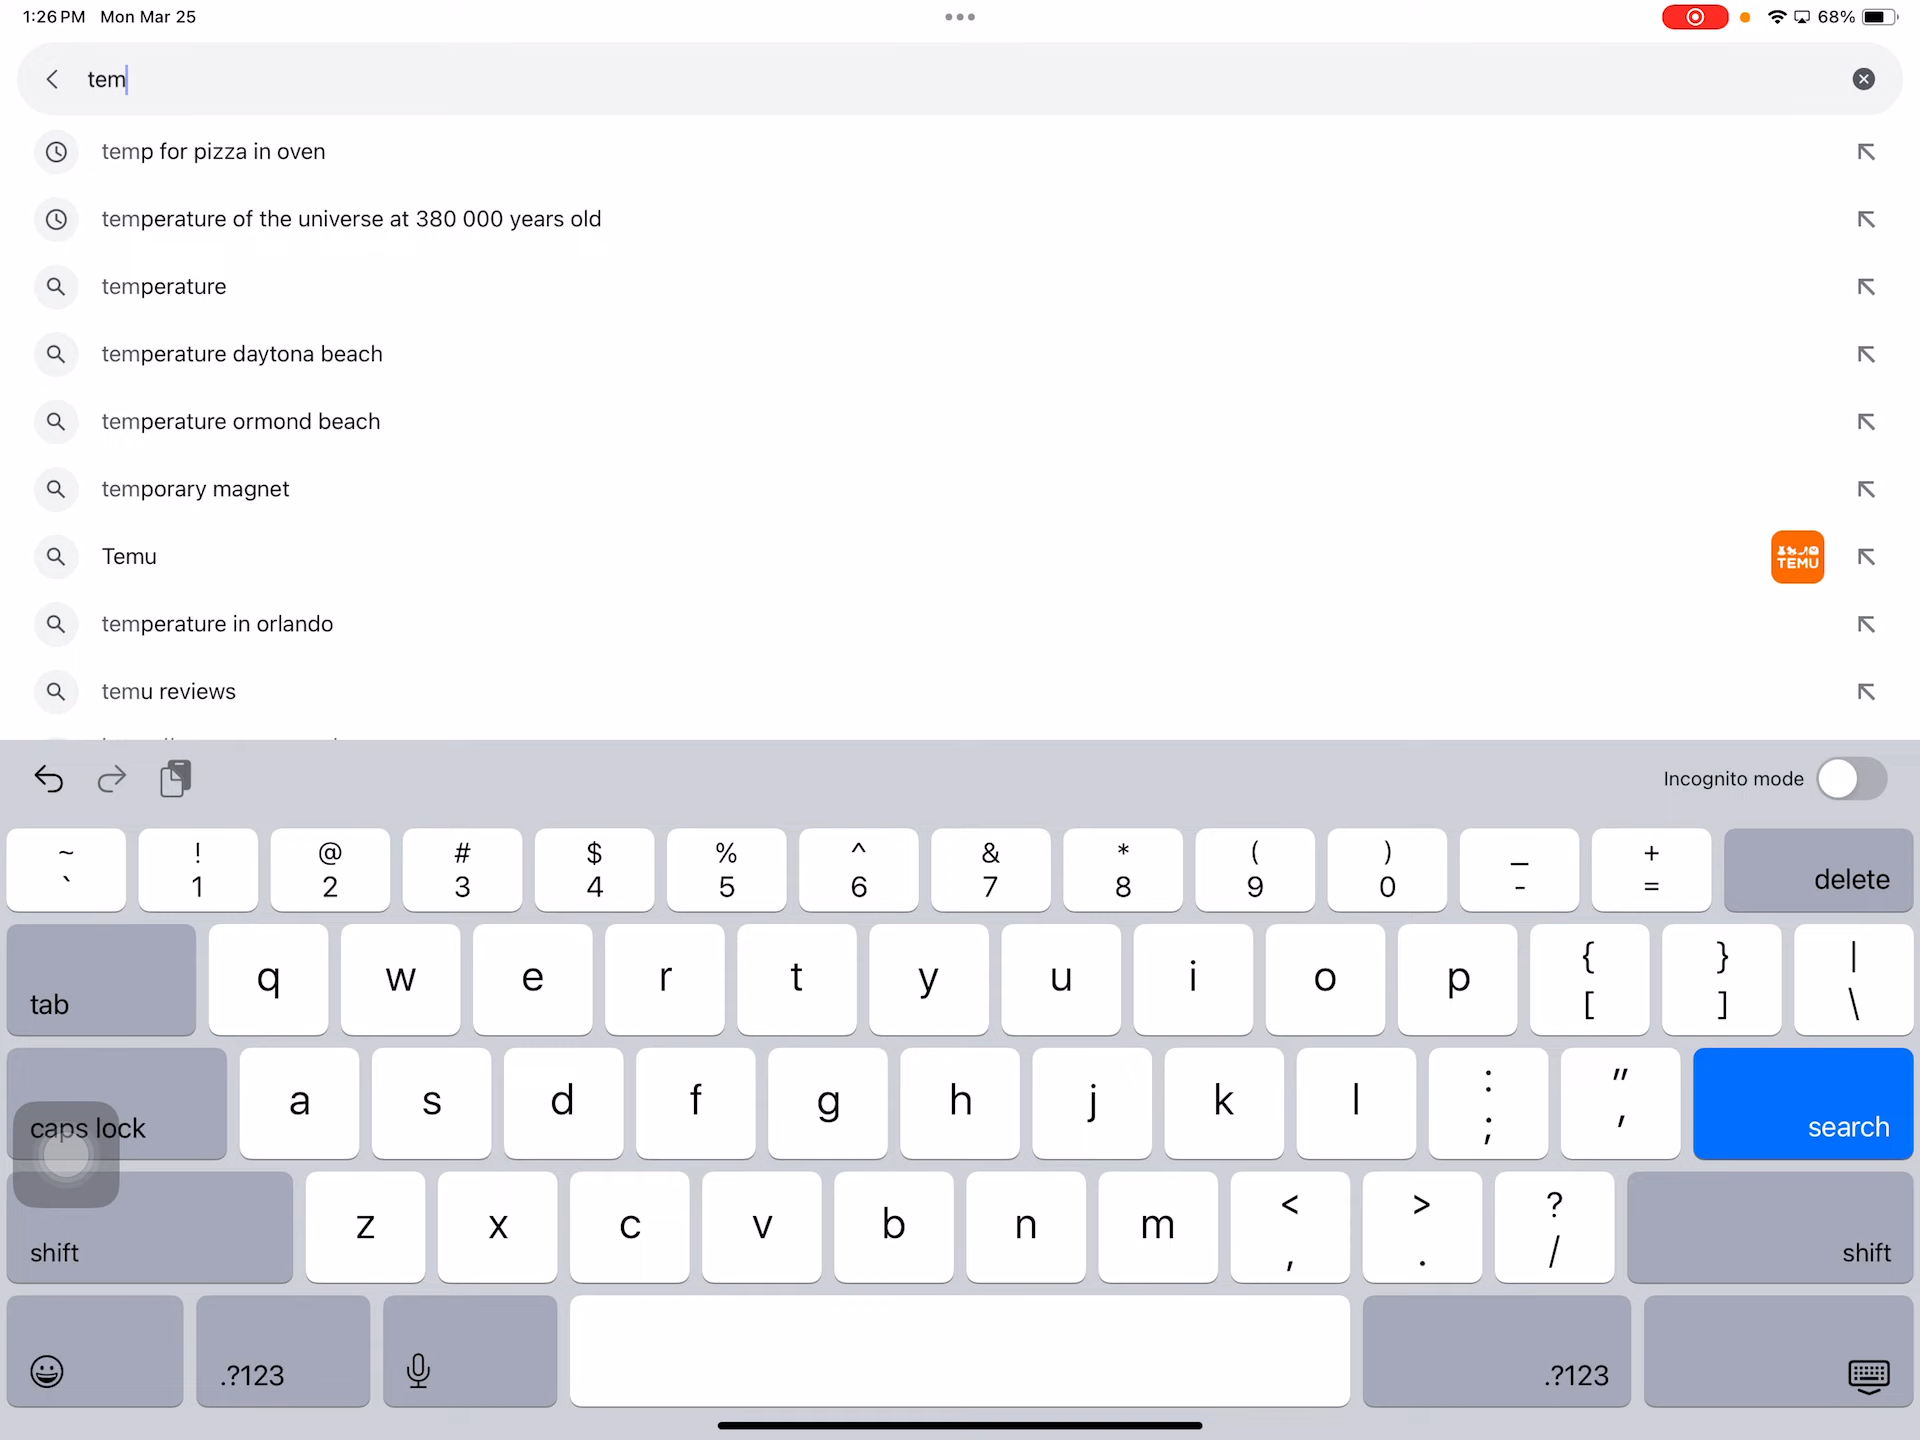 1:26 PM Mon Mar 25
68%
tem
temp for pizza in oven
temperature of the universe at 380 000 years old
temperature
temperature daytona beach
temperature ormond beach
temporary magnet
Temu
TEMU
temperature in orlando
temu reviews
Incognito mode
~ ! @ # $ % ^ & * ( ) _ +
` 1 2 3 4 5 6 7 8 9 0 - = delete
tab q w e r t y u i o p { [ } ] | \
caps lock a s d f g h j k l : ; " ' search
shift z x c v b n m < , > . ? / shift
.?123 .?123